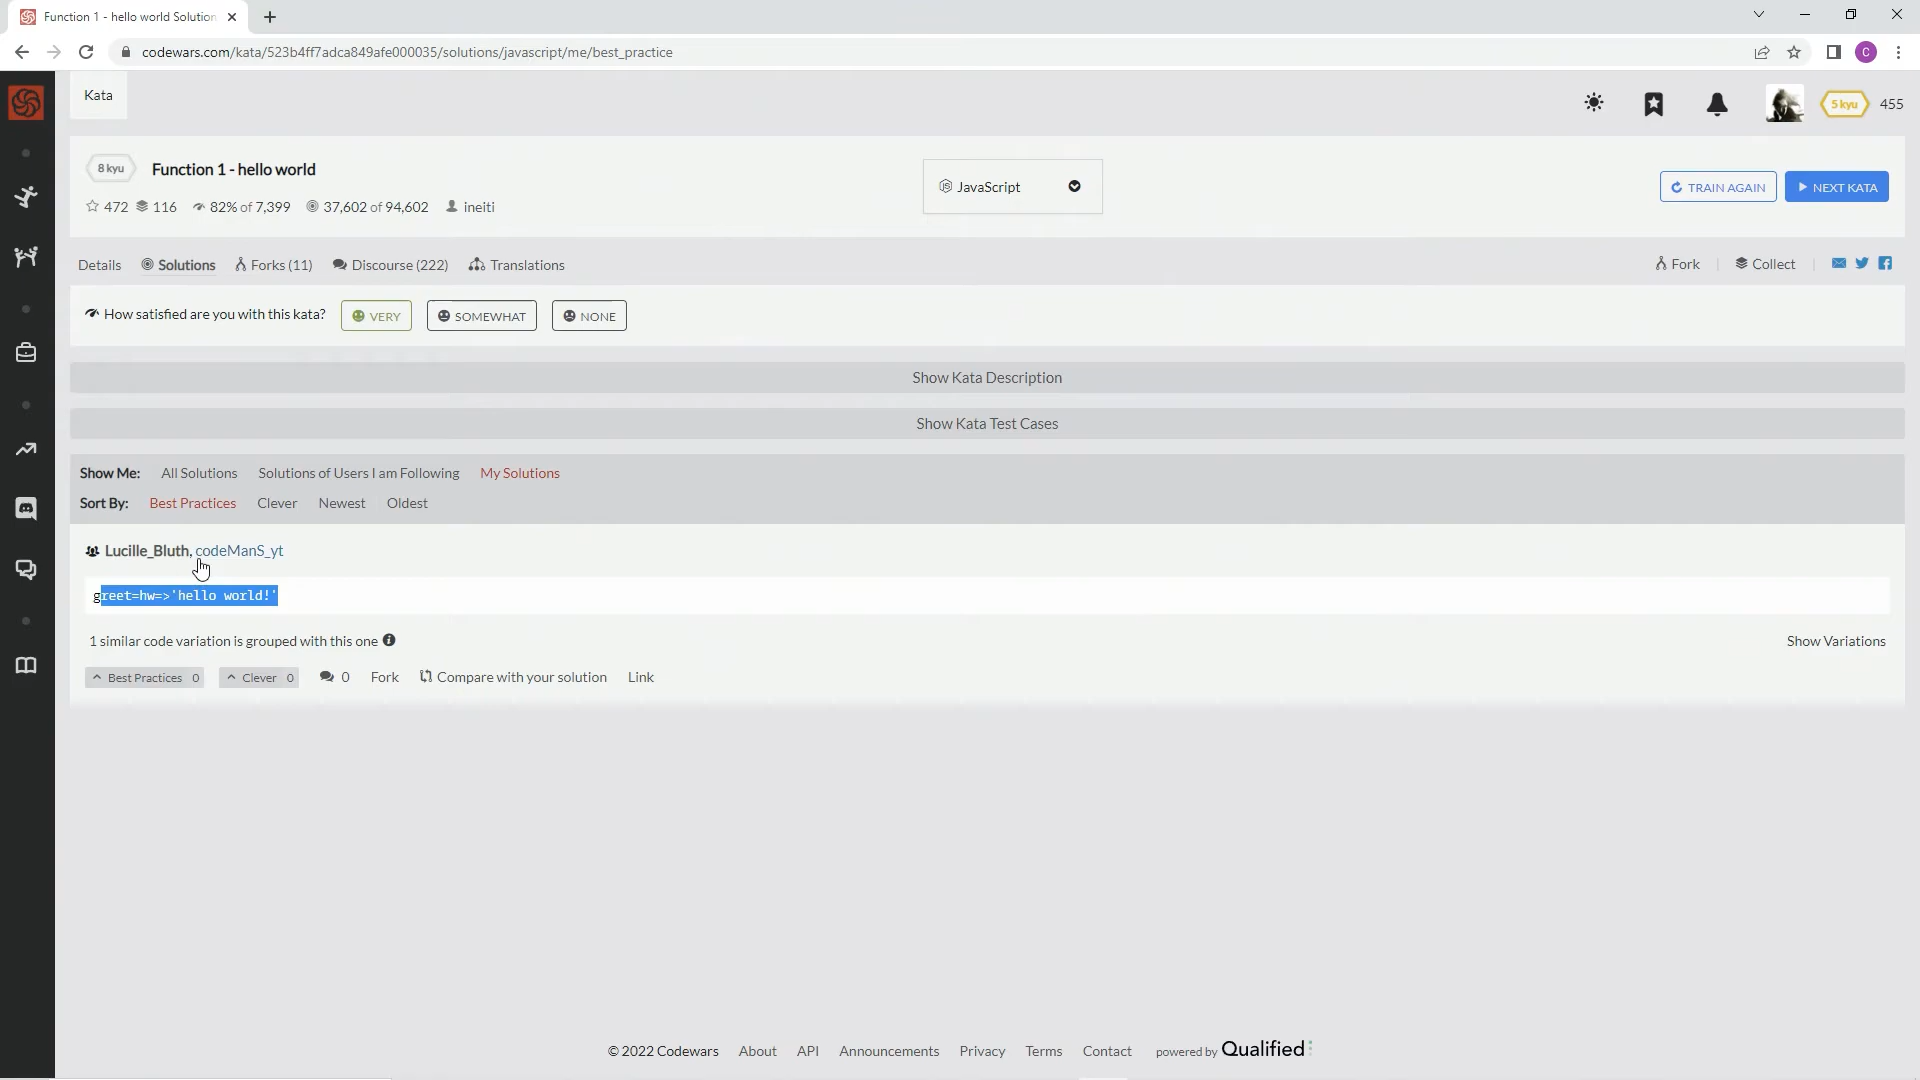 Function 1 - hello world Solution
codewars.com/kata/523b4ff7adca849afe000035/solutions/javascript/me/best_practice
C
Kata
5 kyu 455
8 kyu Function 1 - hello world
JavaScript
TRAIN AGAIN NEXT KATA
472 116 82% of 7,399 37,602 of 94,602 ineiti
Details Solutions Forks (11) Discourse (222) Translations Fork | Collect |
How satisfied are you with this kata? VERY SOMEWHAT NONE
Show Kata Description
Show Kata Test Cases
Show Me: All Solutions Solutions of Users I am Following My Solutions
Sort By: Best Practices Clever Newest Oldest
Lucille_Bluth, codeManS_yt
greet=hw=>'hello world!'
1 similar code variation is grouped with this one Show Variations
Best Practices 0 Clever 0 0 Fork Compare with your solution Link
© 2022 Codewars About API Announcements Privacy Terms Contact powered by Qualified